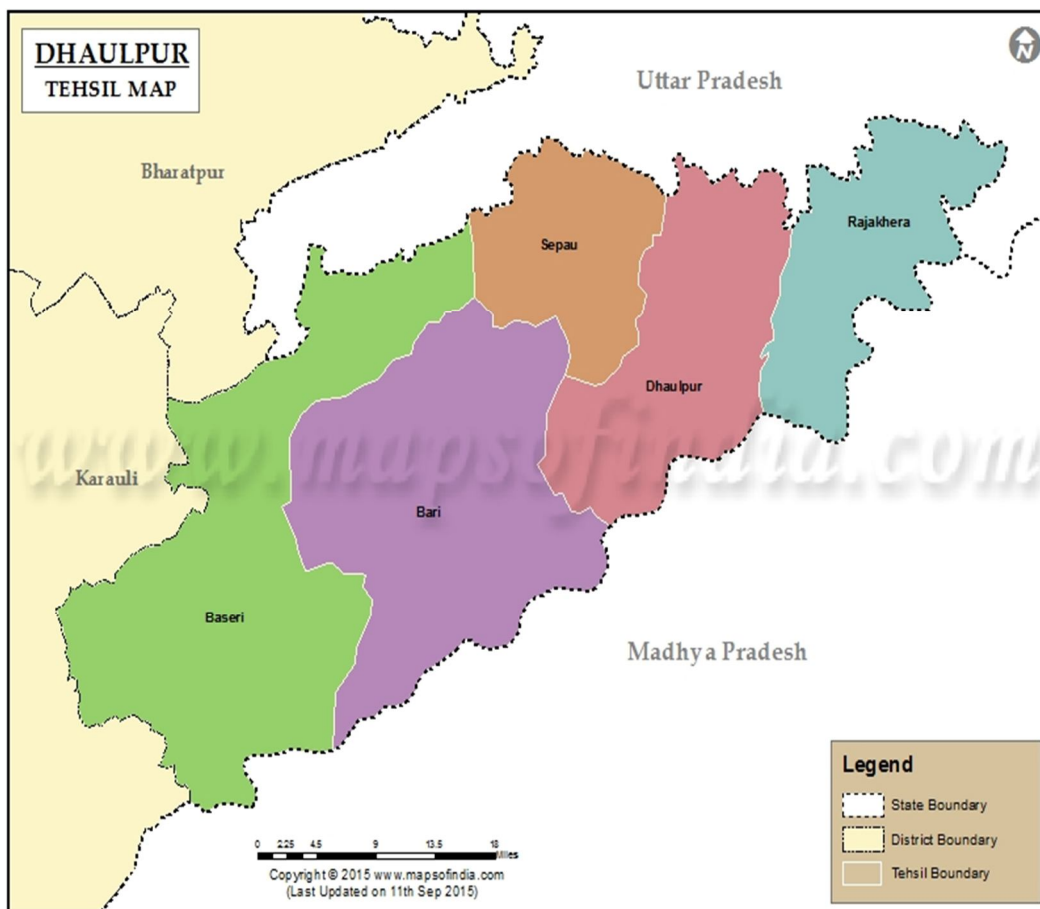 DHAULPUR
TEHSIL MAP
N
Uttar Pradesh
Bharatpur
Rajakhera
Sepau
Dhaulpur
www.mapsofindia.com
Karauli
Bari
Baseri
Madhya Pradesh
Legend
State Boundary
District Boundary
Tehsil Boundary
0 2.25 4.5 9 13.5 18
Miles
Copyright © 2015 www.mapsofindia.com
(Last Updated on 11th Sep 2015)